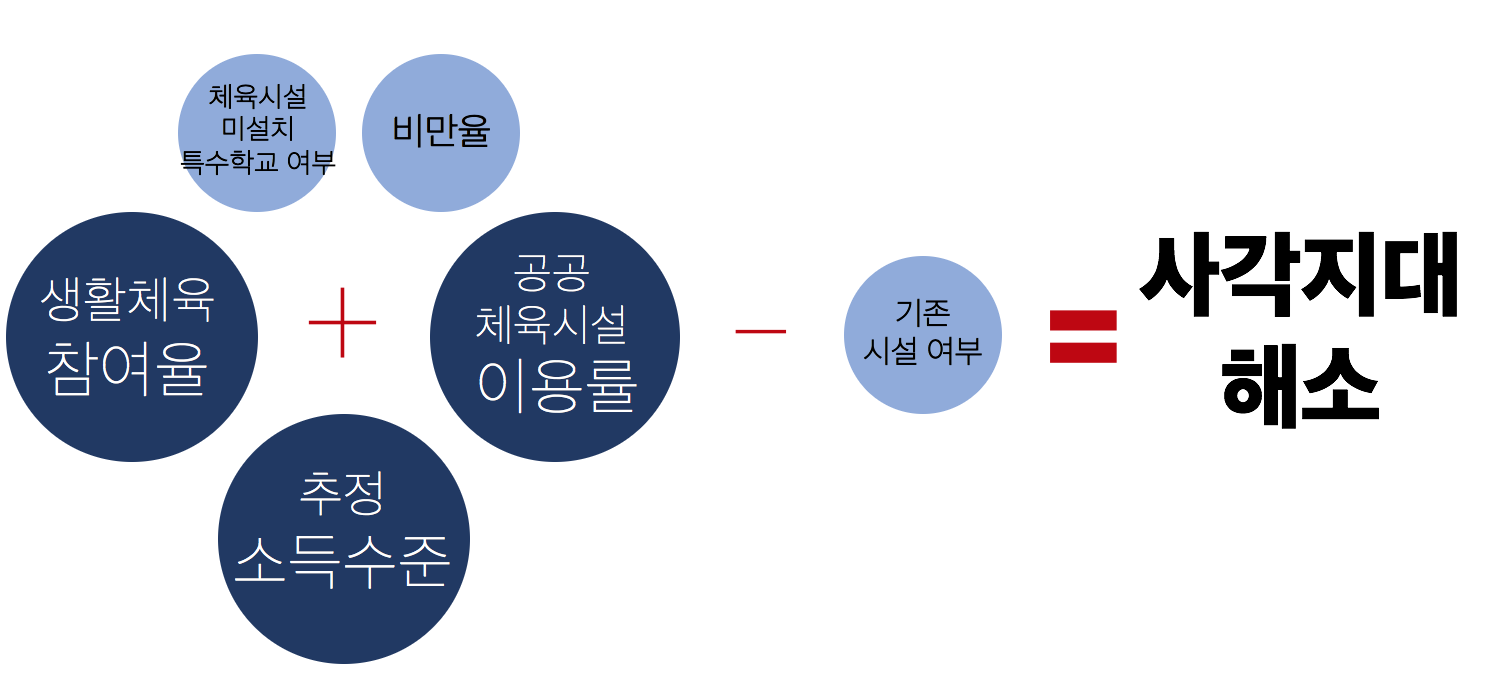 체육시설
미설치
특수학교 여부
비만율
생활체육
참여율
+
공공
체육시설
이용률
추정
소득수준
−
기존
시설 여부
=
사각지대
해소